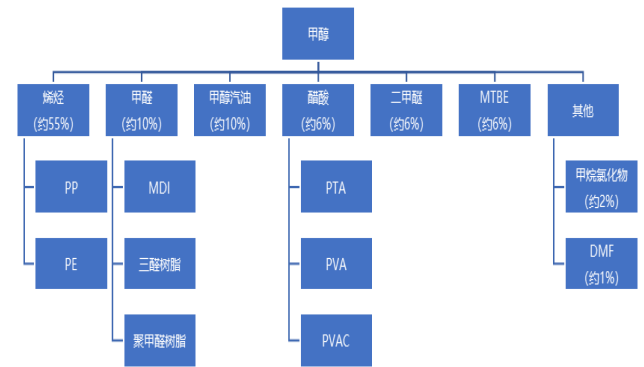 甲醇
烯烃
(约55%)
甲醛
(约10%)
甲醇汽油
(约10%)
醋酸
(约6%)
二甲醚
(约6%)
MTBE
(约6%)
其他
PP
MDI
PTA
甲烷氯化物
(约2%)
PE
三醛树脂
PVA
DMF
(约1%)
聚甲醛树脂
PVAC